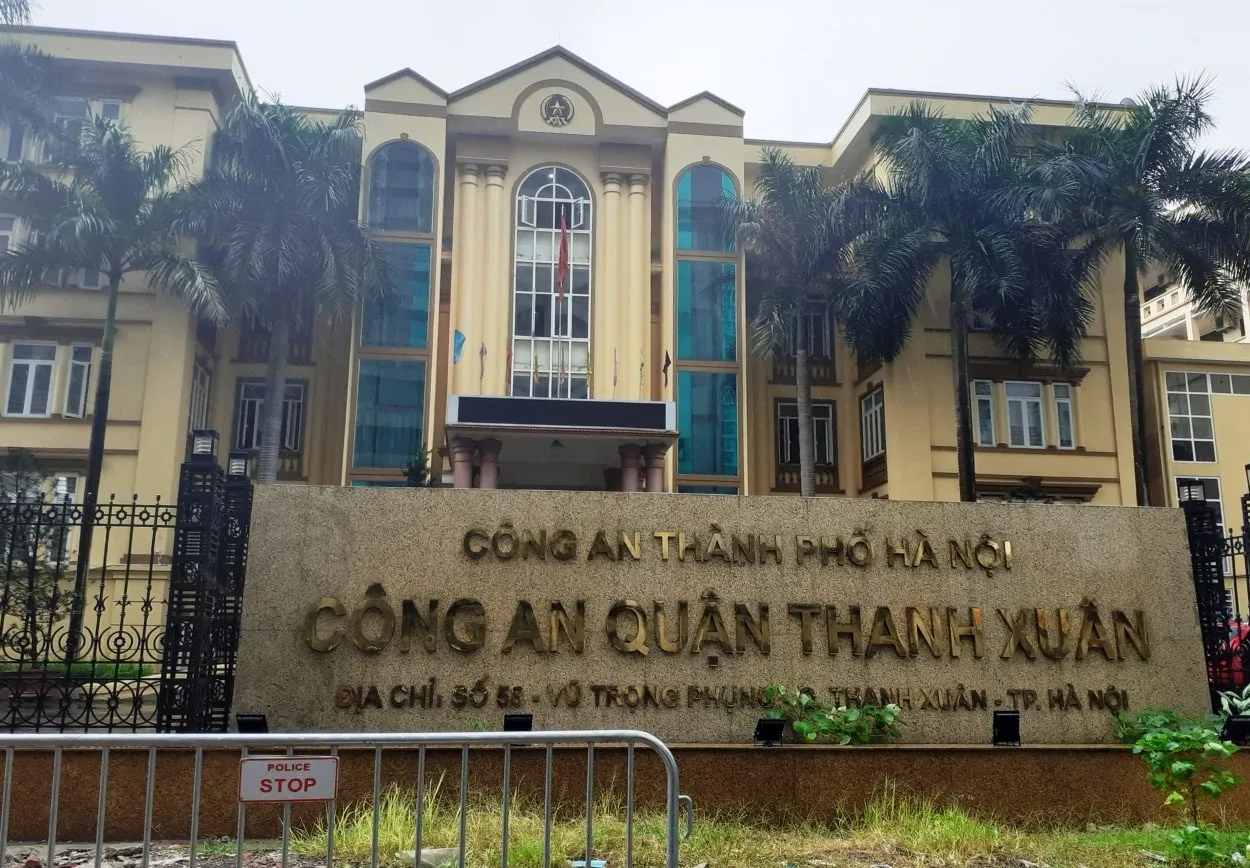 CÔNG AN THÀNH PHỐ HÀ NỘI
CÔNG AN QUẬN THANH XUÂN
ĐỊA CHỈ: SỐ 58 - VŨ TRỌNG PHỤNG Q. THANH XUÂN - TP. HÀ NỘI
POLICE
STOP